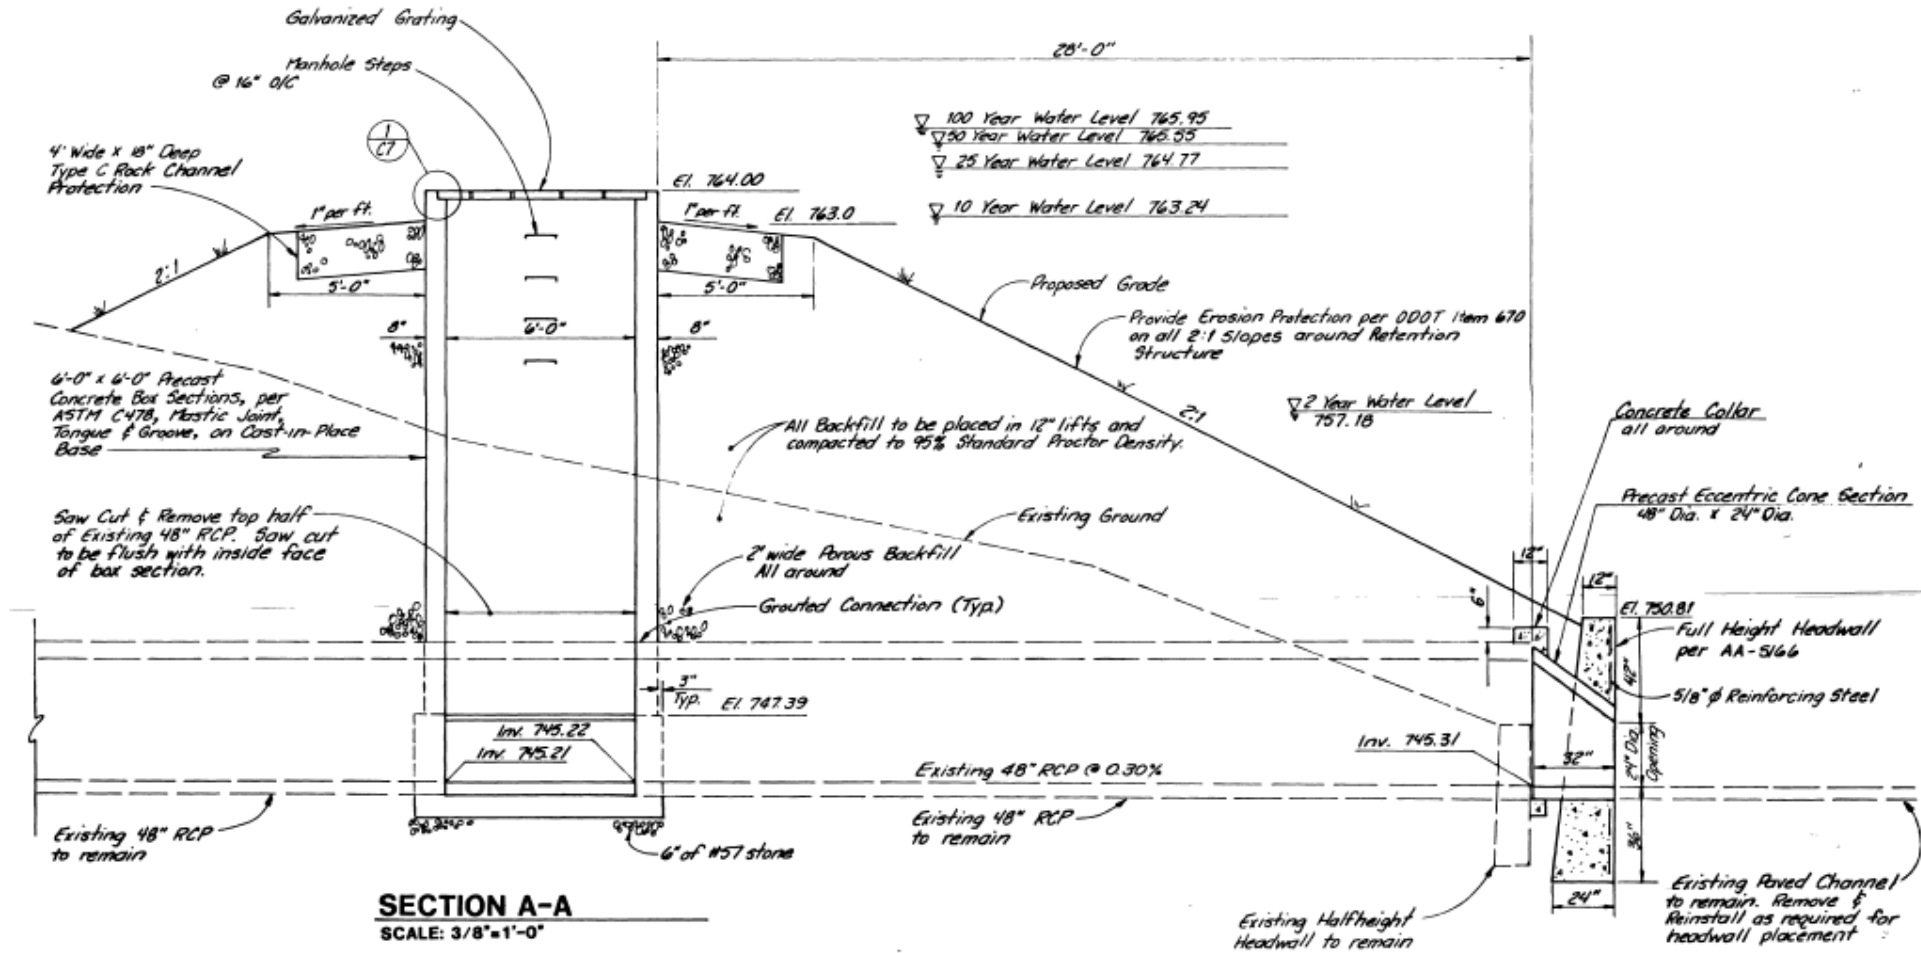 Galvanized Grating
Manhole Steps
@ 16" O/C
28'-0"
100 Year Water Level 765.95
50 Year Water Level 765.55
25 Year Water Level 764.77
10 Year Water Level 763.24
1
C7
4' Wide x 18" Deep
Type C Rock Channel
Protection
El. 764.00
1" per ft.
1" per ft.
El. 763.0
2:1
5'-0"
5'-0"
Proposed Grade
Provide Erosion Protection per ODOT Item 670
on all 2:1 Slopes around Retention
Structure
8"
6'-0"
8"
6'-0" x 6'-0" Precast
Concrete Box Sections, per
ASTM C478, Mastic Joint,
Tongue & Groove, on Cast-in-Place
Base
2 Year Water Level
757.18
2:1
Concrete Collar
all around
All Backfill to be placed in 12" lifts and
compacted to 95% Standard Proctor Density.
Precast Eccentric Cone Section
48" Dia. x 24" Dia.
Saw Cut & Remove top half
of Existing 48" RCP. Saw cut
to be flush with inside face
of box section.
Existing Ground
2' wide Porous Backfill
All around
Grouted Connection (Typ.)
12"
12"
6"
El. 750.81
Full Height Headwall
per AA-5166
42"
5/8" ϕ Reinforcing Steel
3"
Typ.
El. 747.39
Inv. 745.22
Inv. 745.21
Inv. 745.31
32"
24" Dia.
Opening
Existing 48" RCP @ 0.30%
Existing 48" RCP
to remain
Existing 48" RCP
to remain
6" of #57 stone
36"
24"
Existing Halfheight
Headwall to remain
Existing Paved Channel
to remain. Remove &
Reinstall as required for
headwall placement
SECTION A-A
SCALE: 3/8"=1'-0"